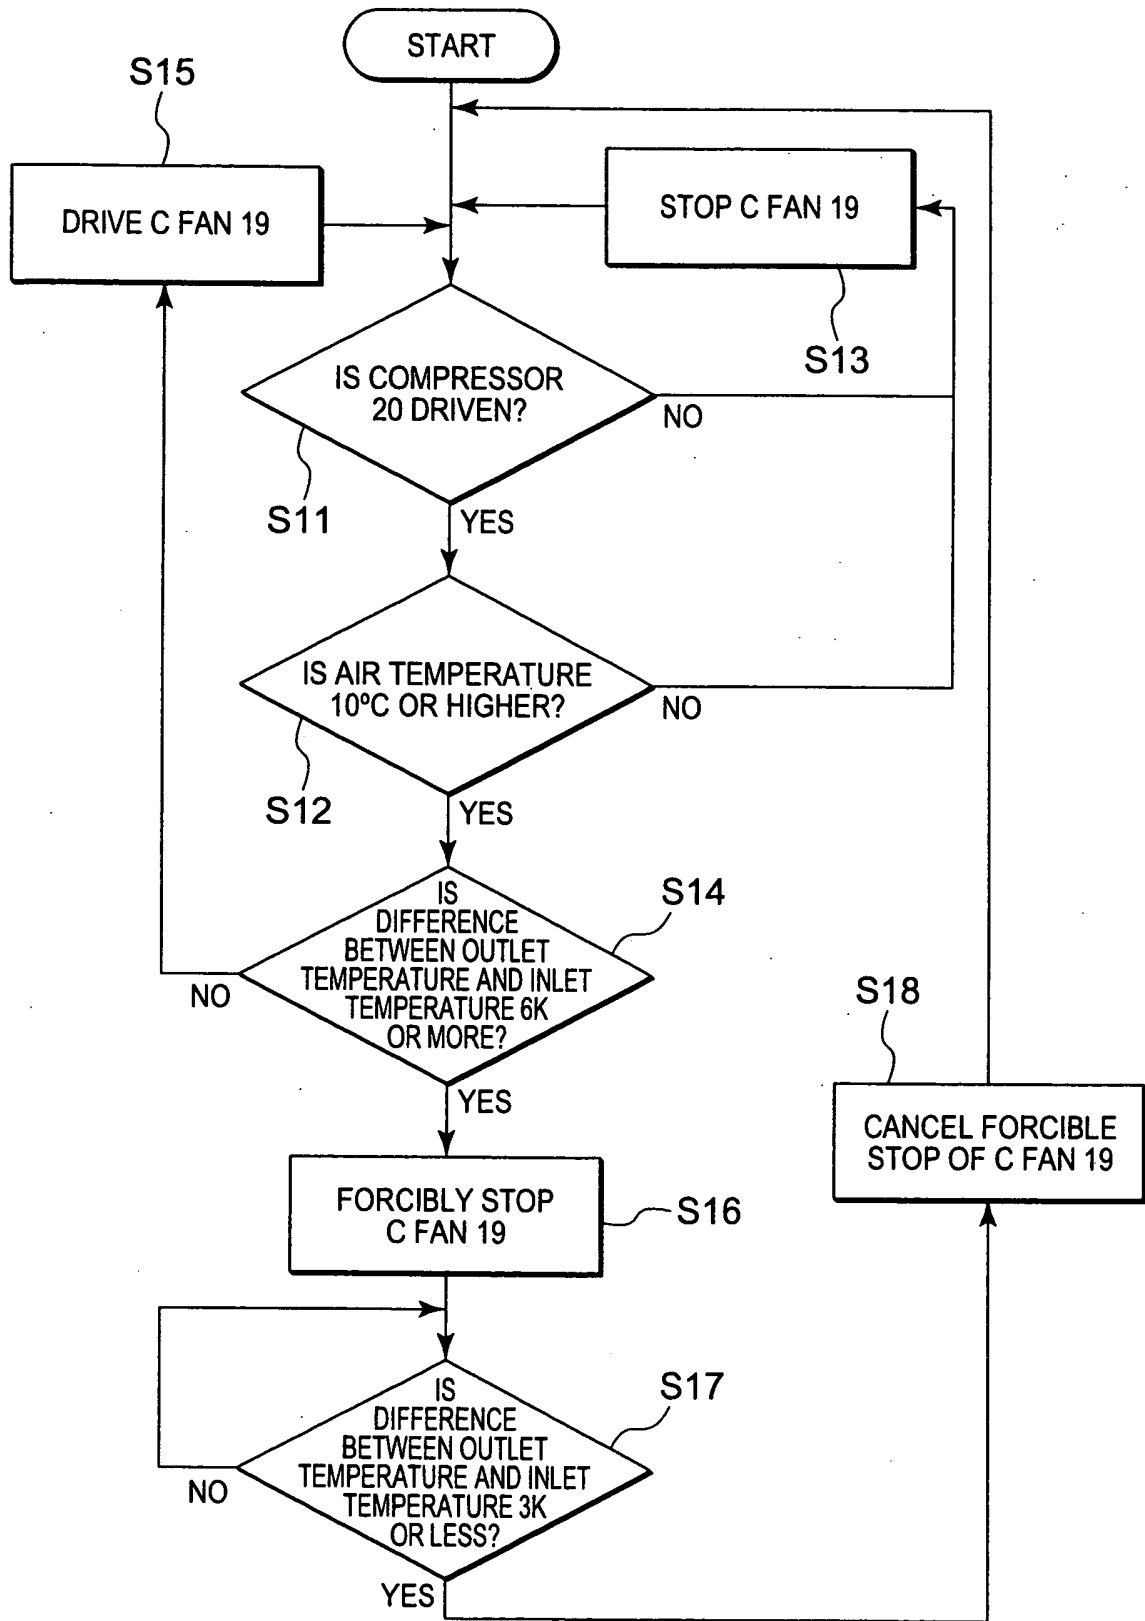 START
S15
DRIVE C FAN 19
STOP C FAN 19
S13
IS COMPRESSOR
20 DRIVEN?
NO
S11
YES
IS AIR TEMPERATURE
10ºC OR HIGHER?
NO
S12
YES
IS
DIFFERENCE
BETWEEN OUTLET
TEMPERATURE AND INLET
TEMPERATURE 6K
OR MORE?
S14
NO
YES
S18
CANCEL FORCIBLE
STOP OF C FAN 19
FORCIBLY STOP
C FAN 19
S16
IS
DIFFERENCE
BETWEEN OUTLET
TEMPERATURE AND INLET
TEMPERATURE 3K
OR LESS?
S17
NO
YES